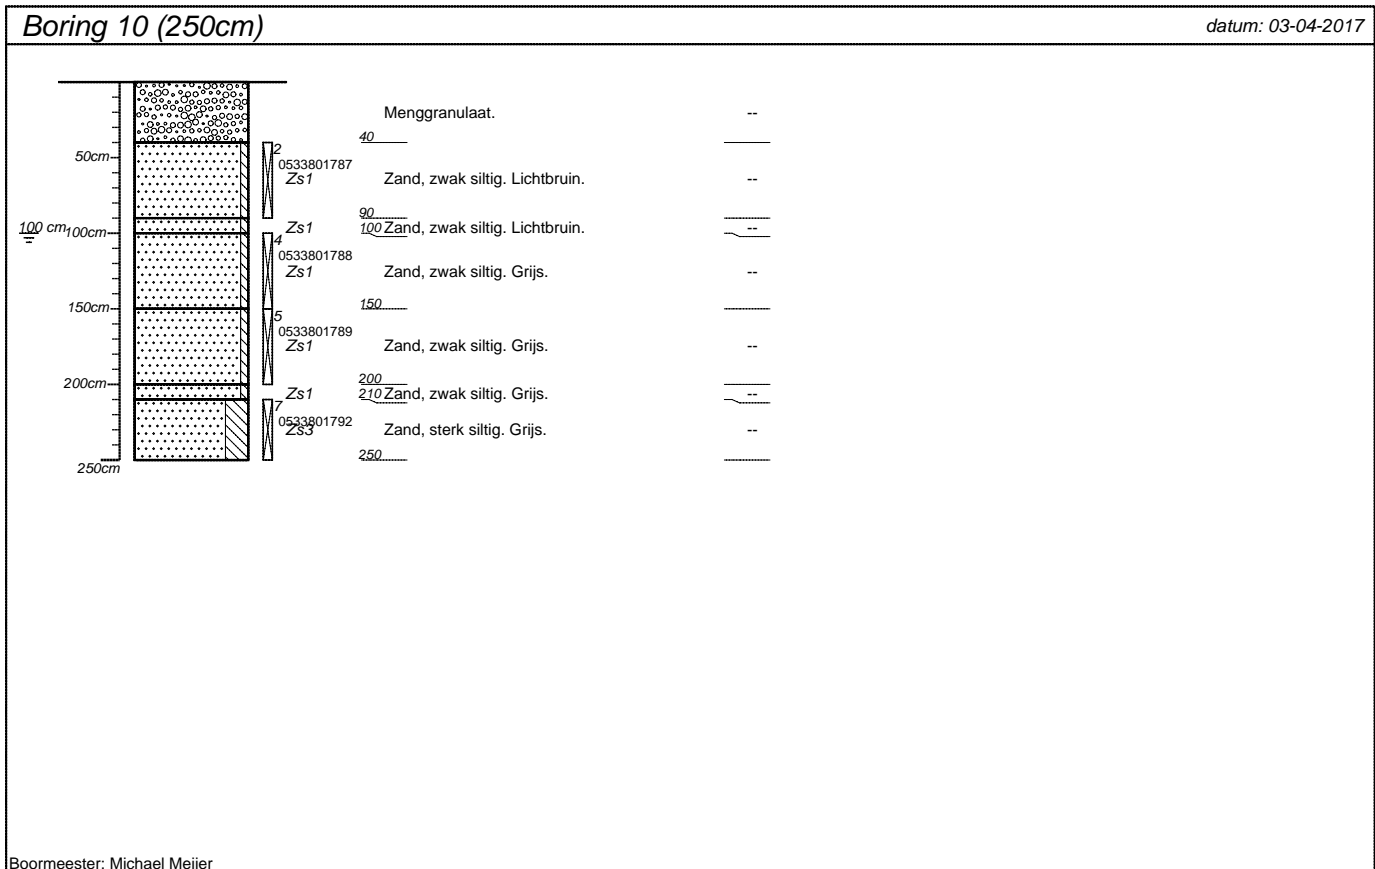 Boring 10 (250cm) datum: 03-04-2017
Menggranulaat. --
40
2
50cm
0533801787
Zs1 Zand, zwak siltig. Lichtbruin. --
90
100 cm 100cm Zs1 100 Zand, zwak siltig. Lichtbruin. --
4
0533801788
Zs1 Zand, zwak siltig. Grijs. --
150cm 150
5
0533801789
Zs1 Zand, zwak siltig. Grijs. --
200cm 200
Zs1 210 Zand, zwak siltig. Grijs. --
7
0533801792
Zs3 Zand, sterk siltig. Grijs. --
250
250cm
Boormeester: Michael Meijer